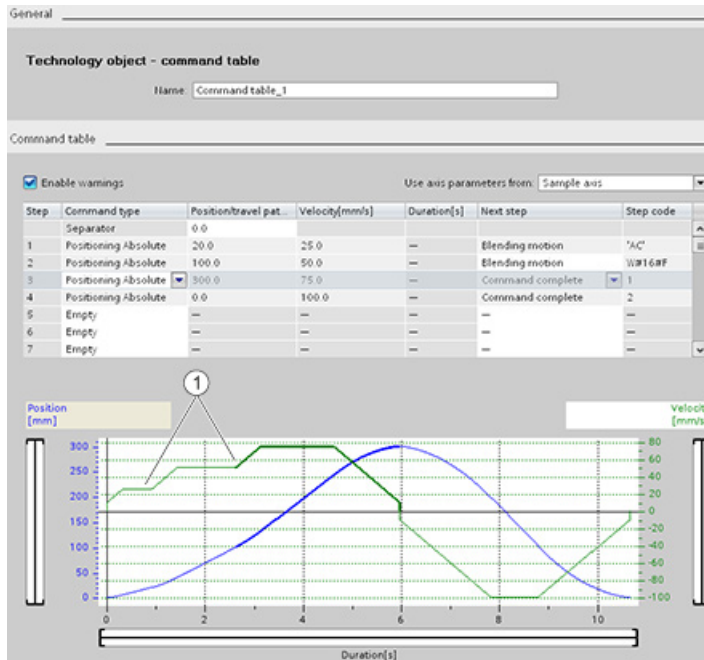 General
Technology object - command table
Name: Command table_1
Command table
Enable warnings
Use axis parameters from: Sample axis
Step Command type Position/travel pat... Velocity[mm/s] Duration[s] Next step Step code
Separator 0.0
1 Positioning Absolute 20.0 25.0 — Blending motion 'AC'
2 Positioning Absolute 100.0 50.0 — Blending motion W#16#F
3 Positioning Absolute 300.0 75.0 — Command complete 1
4 Positioning Absolute 0.0 100.0 — Command complete 2
5 Empty — — — — —
6 Empty — — — — —
7 Empty — — — — —
1
Position
[mm]
Velocit
[mm/s
300
250
200
150
100
50
0
80
60
40
20
0
-20
-40
-60
-80
-100
0 2 4 6 8 10
Duration[s]